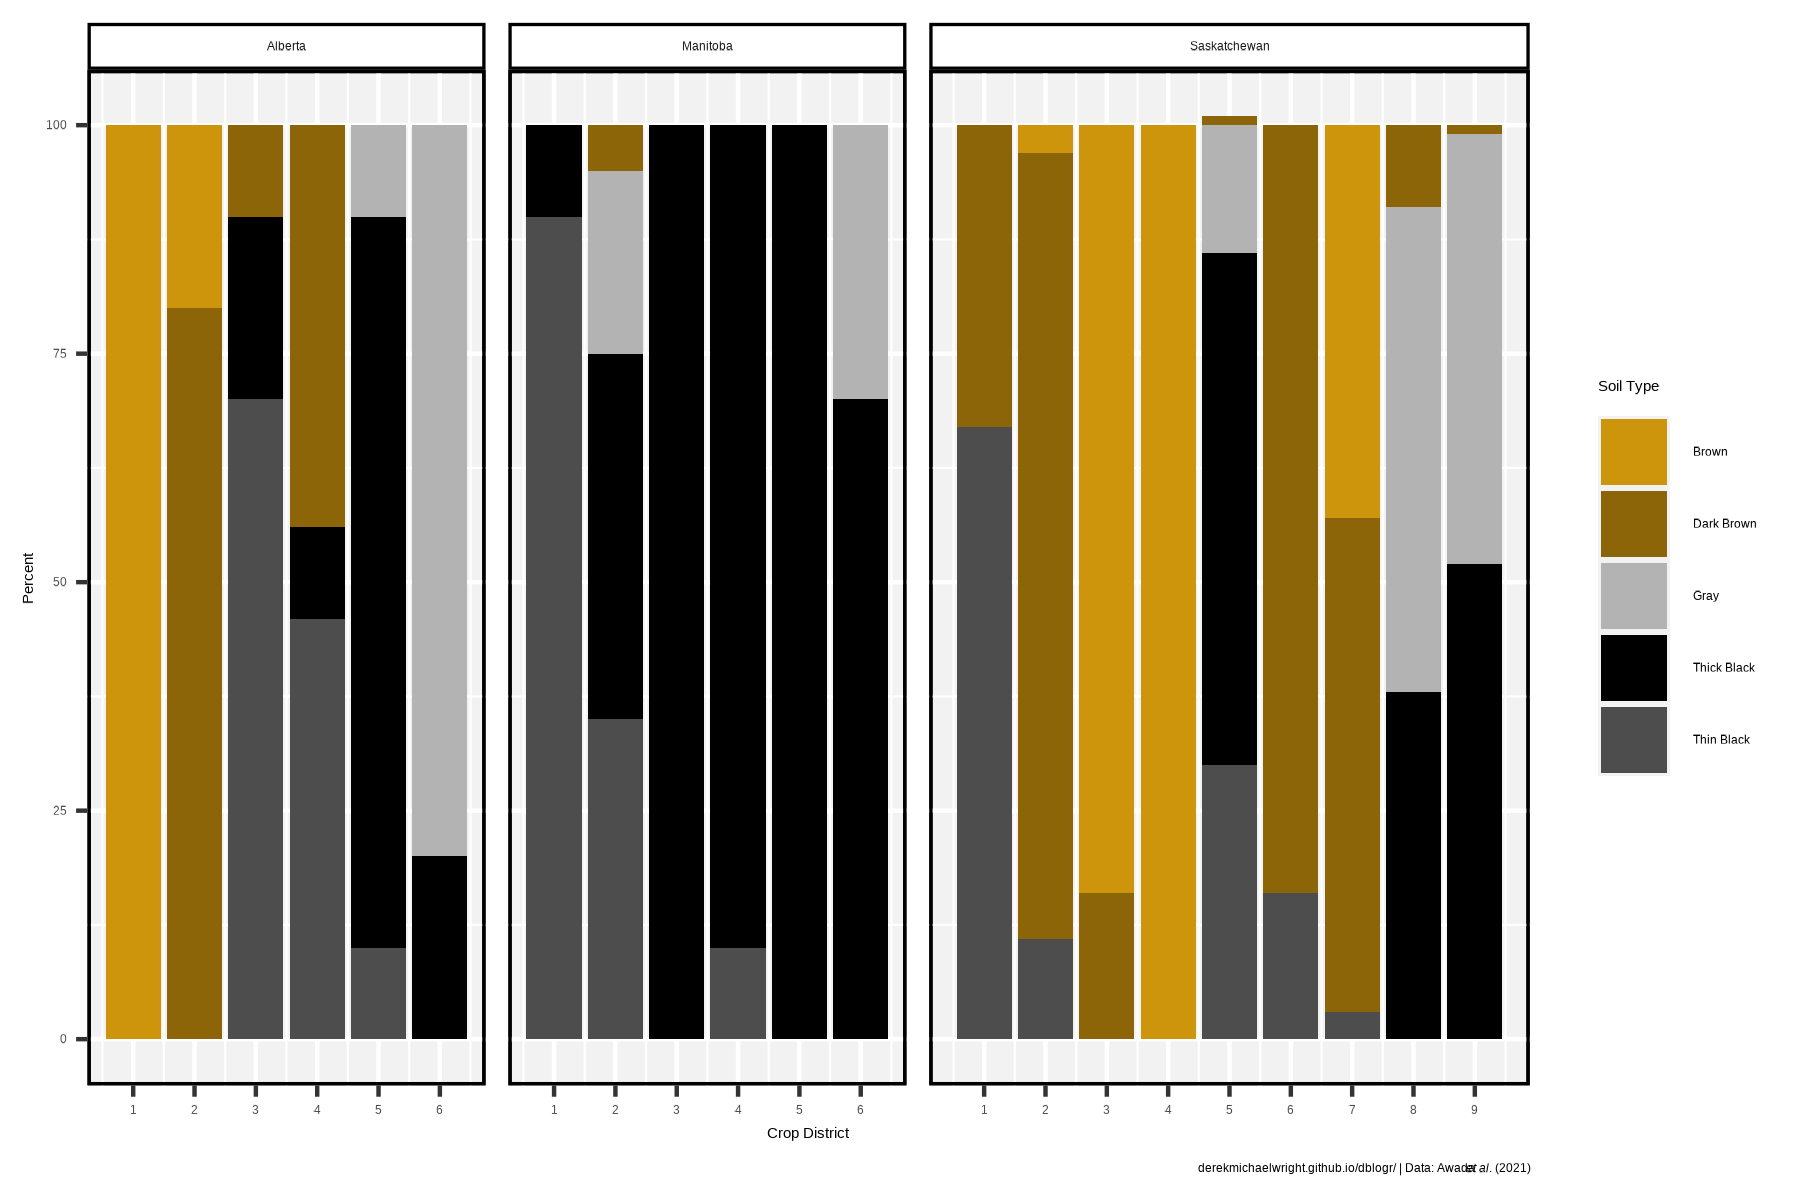 Alberta
Manitoba
Saskatchewan
100
75
50
25
0
Percent
1 2 3 4 5 6
1 2 3 4 5 6
1 2 3 4 5 6 7 8 9
Crop District
Soil Type
Brown
Dark Brown
Gray
Thick Black
Thin Black
derekmichaelwright.github.io/dblogr/ | Data: Awada et al. (2021)